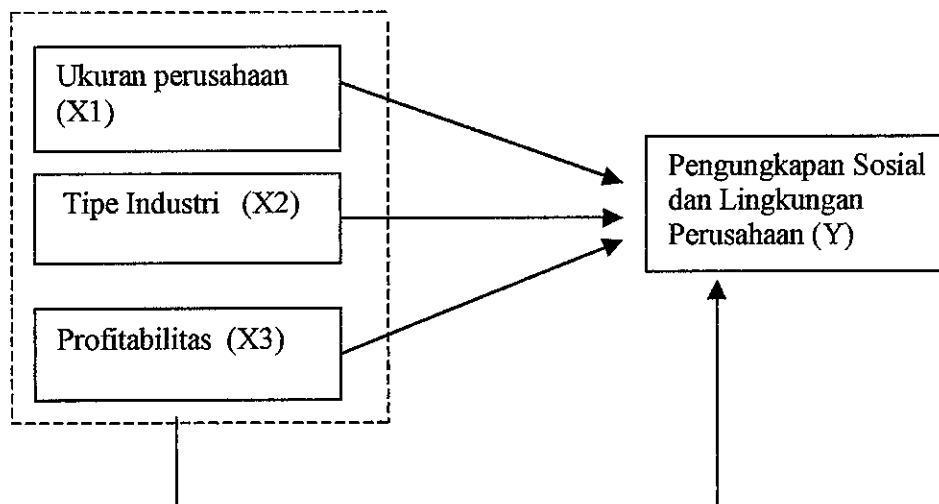 Ukuran perusahaan
(X1)
Tipe Industri (X2)
Profitabilitas (X3)
Pengungkapan Sosial
dan Lingkungan
Perusahaan (Y)